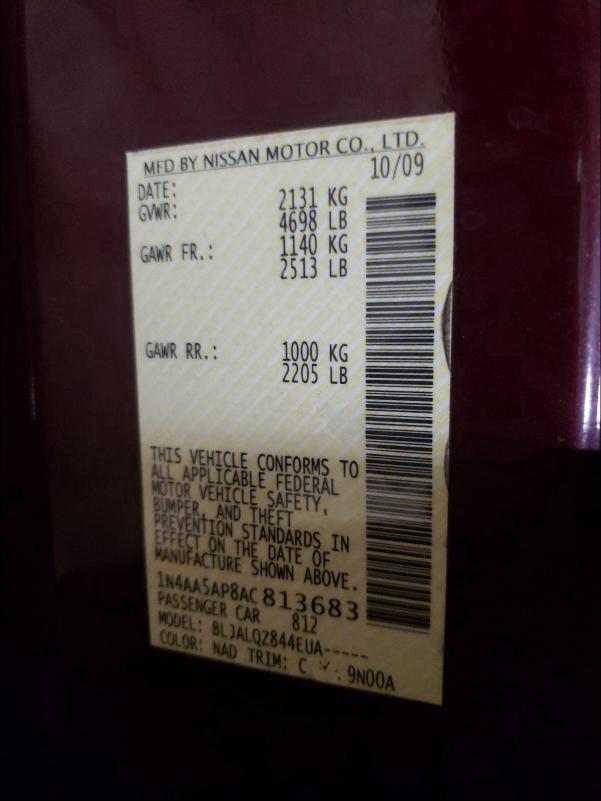 MFD BY NISSAN MOTOR CO., LTD.
DATE: 10/09
GVWR: 2131 KG
4698 LB
GAWR FR.: 1140 KG
2513 LB
GAWR RR.: 1000 KG
2205 LB
THIS VEHICLE CONFORMS TO
ALL APPLICABLE FEDERAL
MOTOR VEHICLE SAFETY,
BUMPER, AND THEFT
PREVENTION STANDARDS IN
EFFECT ON THE DATE OF
MANUFACTURE SHOWN ABOVE.
1N4AA5AP8AC813683
PASSENGER CAR 812
MODEL: BLJALQZ844EUA-----
COLOR: NAD TRIM: C 9N00A